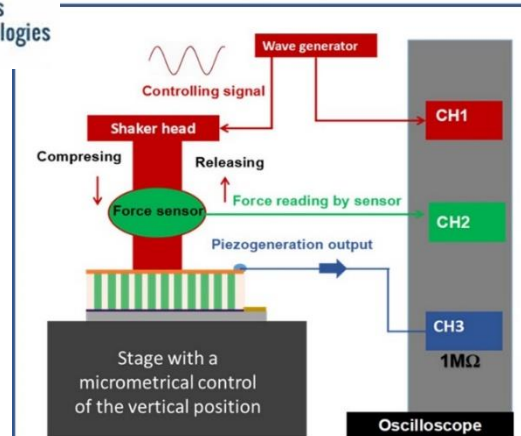 logies
Wave generator
Controlling signal
Shaker head
CH1
Compresing
Releasing
Force sensor
Force reading by sensor
CH2
Piezogeneration output
CH3
1MΩ
Stage with a
micrometrical control
of the vertical position
Oscilloscope